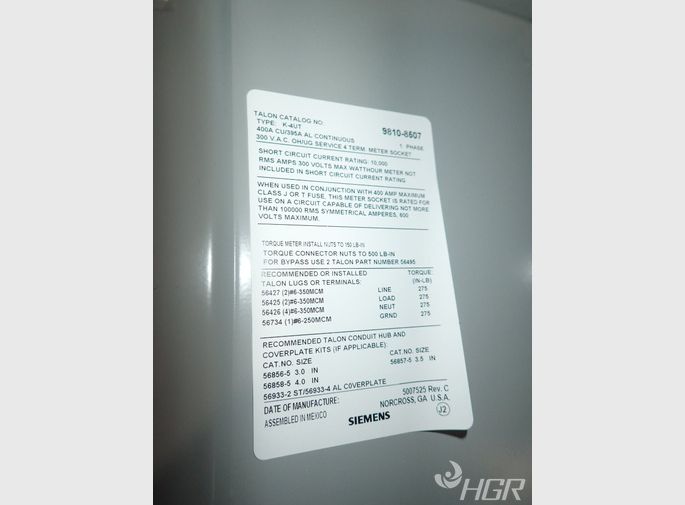 TALON CATALOG NO: 9810-8607
TYPE: K-4UT
400A CU/395A AL CONTINUOUS 1 PHASE
300 V.A.C. OH/UG SERVICE 4 TERM. METER SOCKET
SHORT CIRCUIT CURRENT RATING: 10,000
RMS AMPS 300 VOLTS MAX WATTHOUR METER NOT
INCLUDED IN SHORT CIRCUIT CURRENT RATING
WHEN USED IN CONJUNCTION WITH 400 AMP MAXIMUM
CLASS J OR T FUSE, THIS METER SOCKET IS RATED FOR
USE ON A CIRCUIT CAPABLE OF DELIVERING NOT MORE
THAN 100000 RMS SYMMETRICAL AMPERES, 600
VOLTS MAXIMUM.
TORQUE METER INSTALL NUTS TO 150 LB-IN
TORQUE CONNECTOR NUTS TO 500 LB-IN
FOR BYPASS USE 2 TALON PART NUMBER 56495
RECOMMENDED OR INSTALLED TORQUE:
TALON LUGS OR TERMINALS: (IN-LB)
56427 (2)#6-350MCM LINE 275
56425 (2)#6-350MCM LOAD 275
56426 (4)#6-350MCM NEUT 275
56734 (1)#6-250MCM GRND 275
RECOMMENDED TALON CONDUIT HUB AND
COVERPLATE KITS (IF APPLICABLE):
CAT.NO. SIZE CAT.NO. SIZE
56856-5 3.0 IN 56857-5 3.5 IN
56858-5 4.0 IN
56933-2 ST/56933-4 AL COVERPLATE
DATE OF MANUFACTURE: 5007525 Rev. C
ASSEMBLED IN MEXICO NORCROSS, GA U.S.A.
SIEMENS J2
HGR